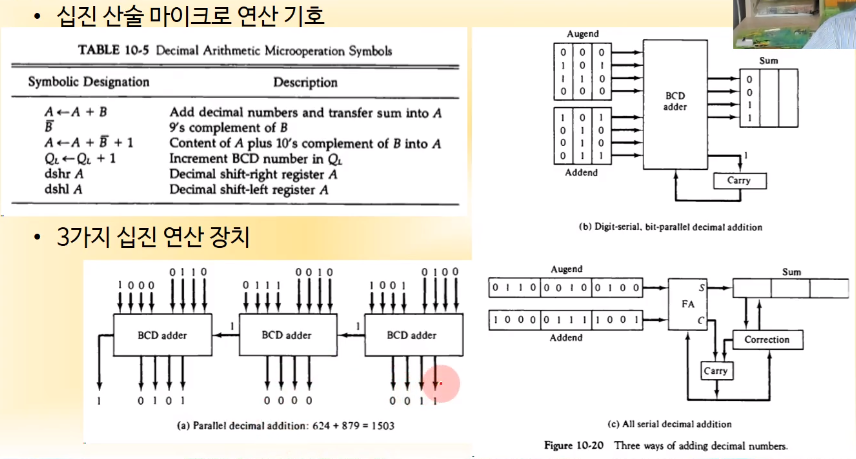 • 십진 산술 마이크로 연산 기호
TABLE 10-5 Decimal Arithmetic Microoperation Symbols
Symbolic Designation Description
A ← A + B Add decimal numbers and transfer sum into A
B̅ 9's complement of B
A ← A + B̅ + 1 Content of A plus 10's complement of B into A
Q_L ← Q_L + 1 Increment BCD number in Q_L
dshr A Decimal shift-right register A
dshl A Decimal shift-left register A
• 3가지 십진 연산 장치
0 1 1 0 0 0 1 0 0 1 0 0
1 0 0 0 0 1 1 1 1 0 0 1
BCD adder 1 BCD adder 1 BCD adder
1 0 1 0 1 0 0 0 0 0 0 1 1
(a) Parallel decimal addition: 624 + 879 = 1503
Augend
0 0 0
1 0 1
1 1 0
0 0 0
BCD
adder
Sum
0
0
1
1
1 0 1
0 1 0
0 1 0
0 1 1
Addend
1
Carry
(b) Digit-serial, bit-parallel decimal addition
Augend
0 1 1 0 0 0 1 0 0 1 0 0
1 0 0 0 0 1 1 1 1 0 0 1
Addend
FA
S
C
Sum
Correction
Carry
(c) All serial decimal addition
Figure 10-20 Three ways of adding decimal numbers.